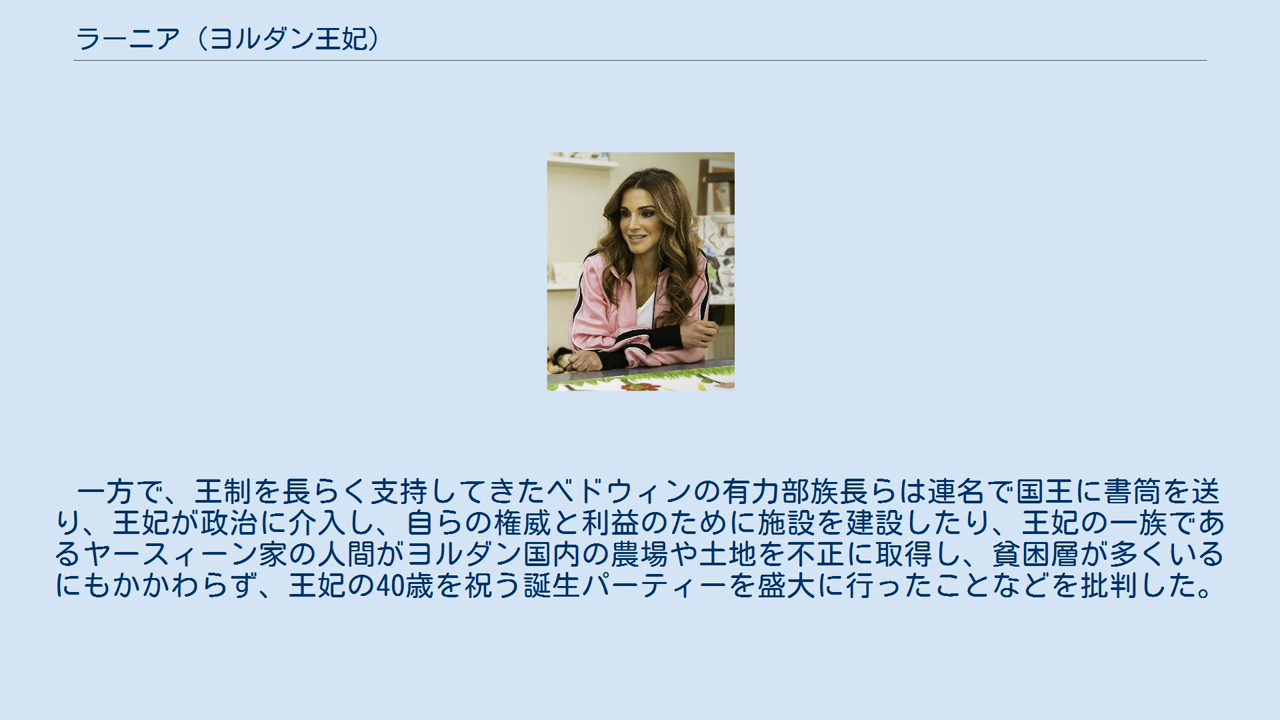 ラーニア（ヨルダン王妃）
一方で、王制を長らく支持してきたベドウィンの有力部族長らは連名で国王に書簡を送
り、王妃が政治に介入し、自らの権威と利益のために施設を建設したり、王妃の一族であ
るヤースィーン家の人間がヨルダン国内の農場や土地を不正に取得し、貧困層が多くいる
にもかかわらず、王妃の40歳を祝う誕生パーティーを盛大に行ったことなどを批判した。